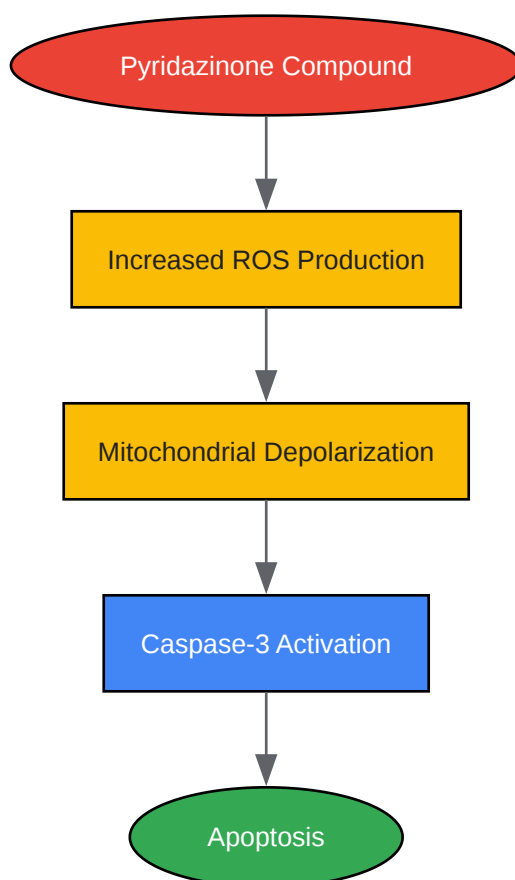 Pyridazinone Compound
Increased ROS Production
Mitochondrial Depolarization
Caspase-3 Activation
Apoptosis